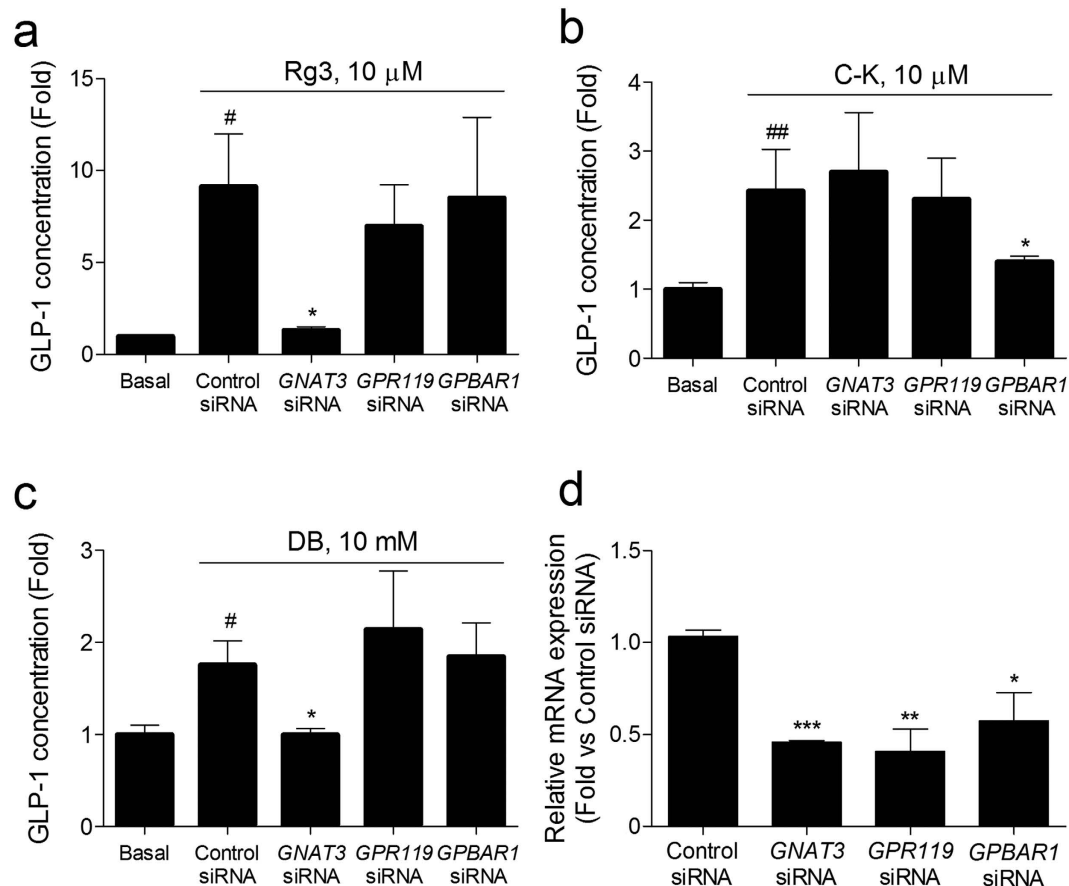 a
Rg3, 10 μM
GLP-1 concentration (Fold)
15
10
5
0
#
*
Basal
Control siRNA
GNAT3 siRNA
GPR119 siRNA
GPBAR1 siRNA
b
C-K, 10 μM
GLP-1 concentration (Fold)
4
3
2
1
0
##
*
Basal
Control siRNA
GNAT3 siRNA
GPR119 siRNA
GPBAR1 siRNA
c
DB, 10 mM
GLP-1 concentration (Fold)
3
2
1
0
#
*
Basal
Control siRNA
GNAT3 siRNA
GPR119 siRNA
GPBAR1 siRNA
d
Relative mRNA expression
(Fold vs Control siRNA)
1.5
1.0
0.5
0
***
**
*
Control siRNA
GNAT3 siRNA
GPR119 siRNA
GPBAR1 siRNA